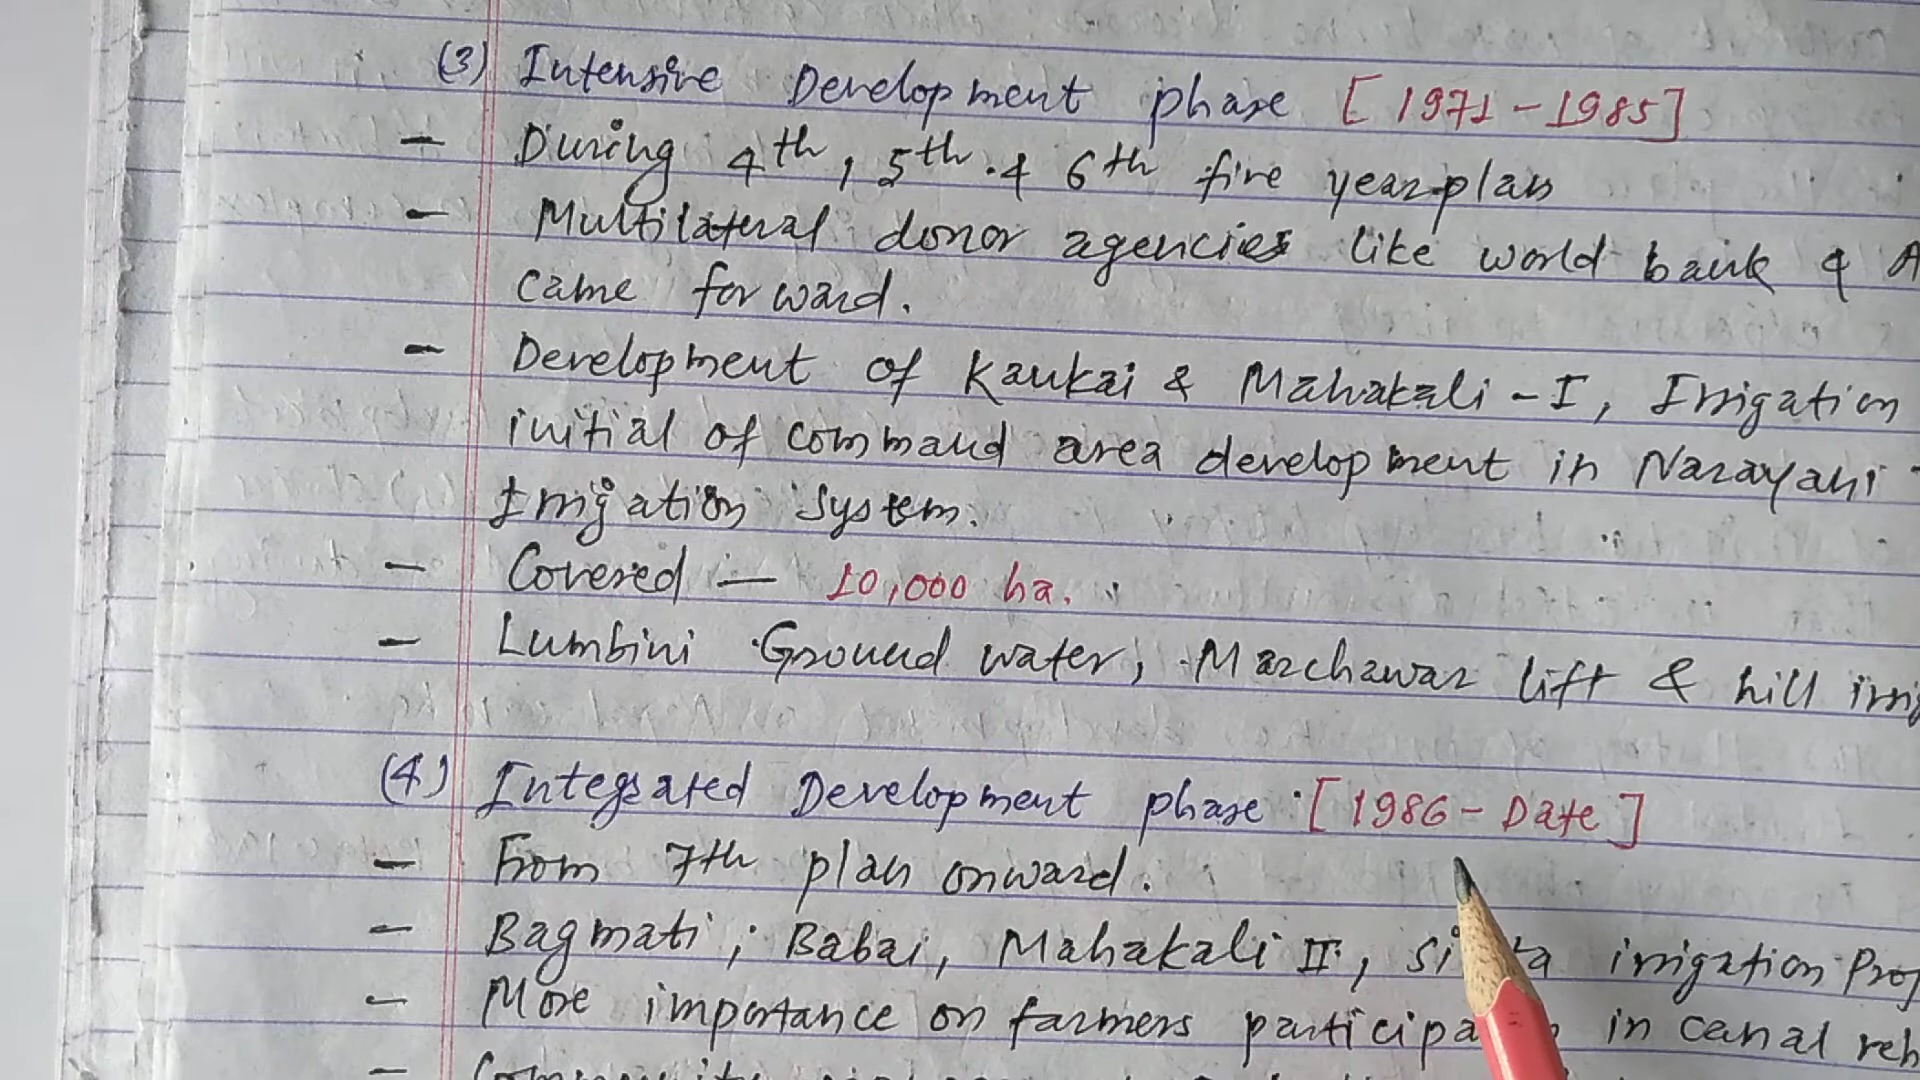 (3) Intensive Development phase [1971-1985]
- During 4th, 5th & 6th five year plan
- Multilateral donor agencies like world bank & A
came forward.
- Development of Kankai & Mahakali-I, Irrigation
initial of command area development in Narayani -
Irrigation System.
- Covered — 10,000 ha.
- Lumbini Ground water, Marchawar lift & hill irrig
(4) Integrated Development phase [1986 - Date]
- From 7th plan onward.
- Bagmati, Babai, Mahakali II, irrigation Proj
- More importance on farmers in canal reh